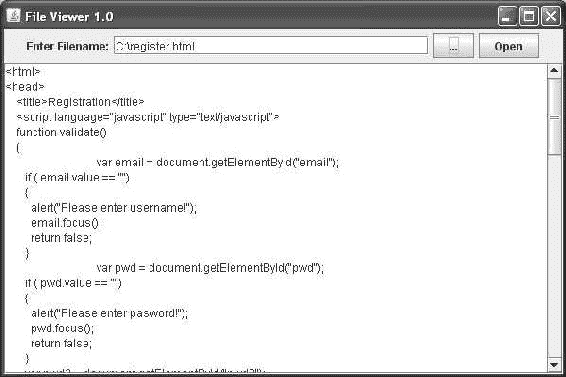 File Viewer 1.0
Enter Filename: C:\register.html ... Open
<html>
<head>
<title>Registration</title>
<script language="javascript" type="text/javascript">
function validate()
{
var email = document.getElementById("email");
if ( email.value == "")
{
alert("Please enter username!");
email.focus()
return false;
}
var pwd = document.getElementById("pwd");
if ( pwd.value == "")
{
alert("Please enter pasword!");
pwd.focus();
return false;
}